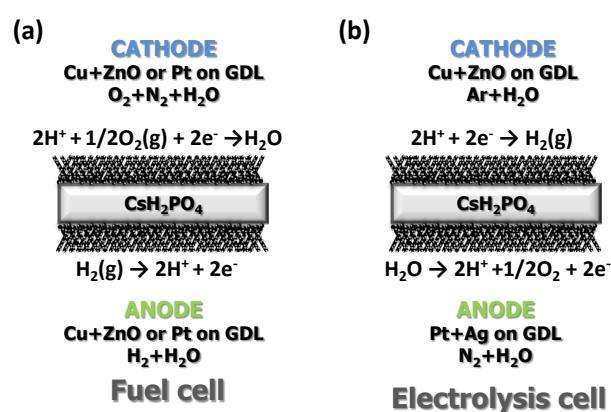 (a)
CATHODE
Cu+ZnO or Pt on GDL
O₂+N₂+H₂O
2H⁺ + 1/2O₂(g) + 2e⁻ →H₂O
CsH₂PO₄
H₂(g) → 2H⁺ + 2e⁻
ANODE
Cu+ZnO or Pt on GDL
H₂+H₂O
Fuel cell
(b)
CATHODE
Cu+ZnO on GDL
Ar+H₂O
2H⁺ + 2e⁻ → H₂(g)
CsH₂PO₄
H₂O → 2H⁺ +1/2O₂ + 2e⁻
ANODE
Pt+Ag on GDL
N₂+H₂O
Electrolysis cell